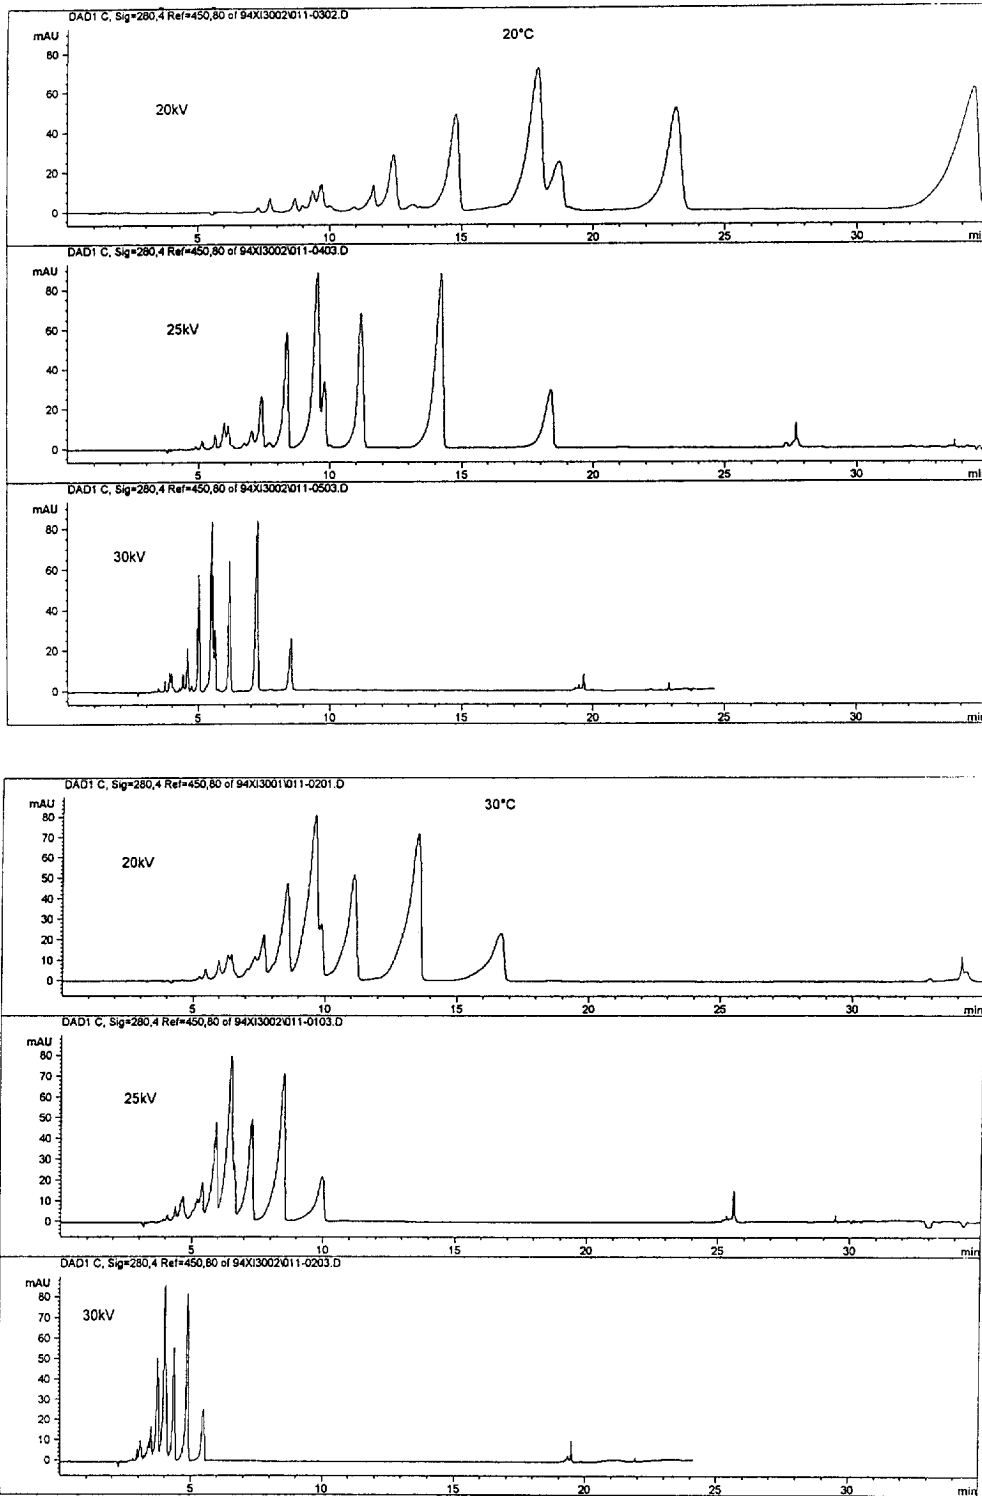 DAD1 C, Sig=280,4 Ref=450,80 of 94XI3002\011-0302.D
mAU
20°C
80
20kV
60
40
20
0
5 10 15 20 25 30 min
DAD1 C, Sig=280,4 Ref=450,80 of 94XI3002\011-0403.D
mAU
80
25kV
60
40
20
0
5 10 15 20 25 30 min
DAD1 C, Sig=280,4 Ref=450,80 of 94XI3002\011-0503.D
mAU
80
30kV
60
40
20
0
5 10 15 20 25 30 min
DAD1 C, Sig=280,4 Ref=450,80 of 94XI3001\011-0201.D
mAU
30°C
80
70
20kV
60
50
40
30
20
10
0
5 10 15 20 25 30 min
DAD1 C, Sig=280,4 Ref=450,80 of 94XI3002\011-0103.D
mAU
80
70
25kV
60
50
40
30
20
10
0
5 10 15 20 25 30 min
DAD1 C, Sig=280,4 Ref=450,80 of 94XI3002\011-0203.D
mAU
80
30kV
70
60
50
40
30
20
10
0
5 10 15 20 25 30 min